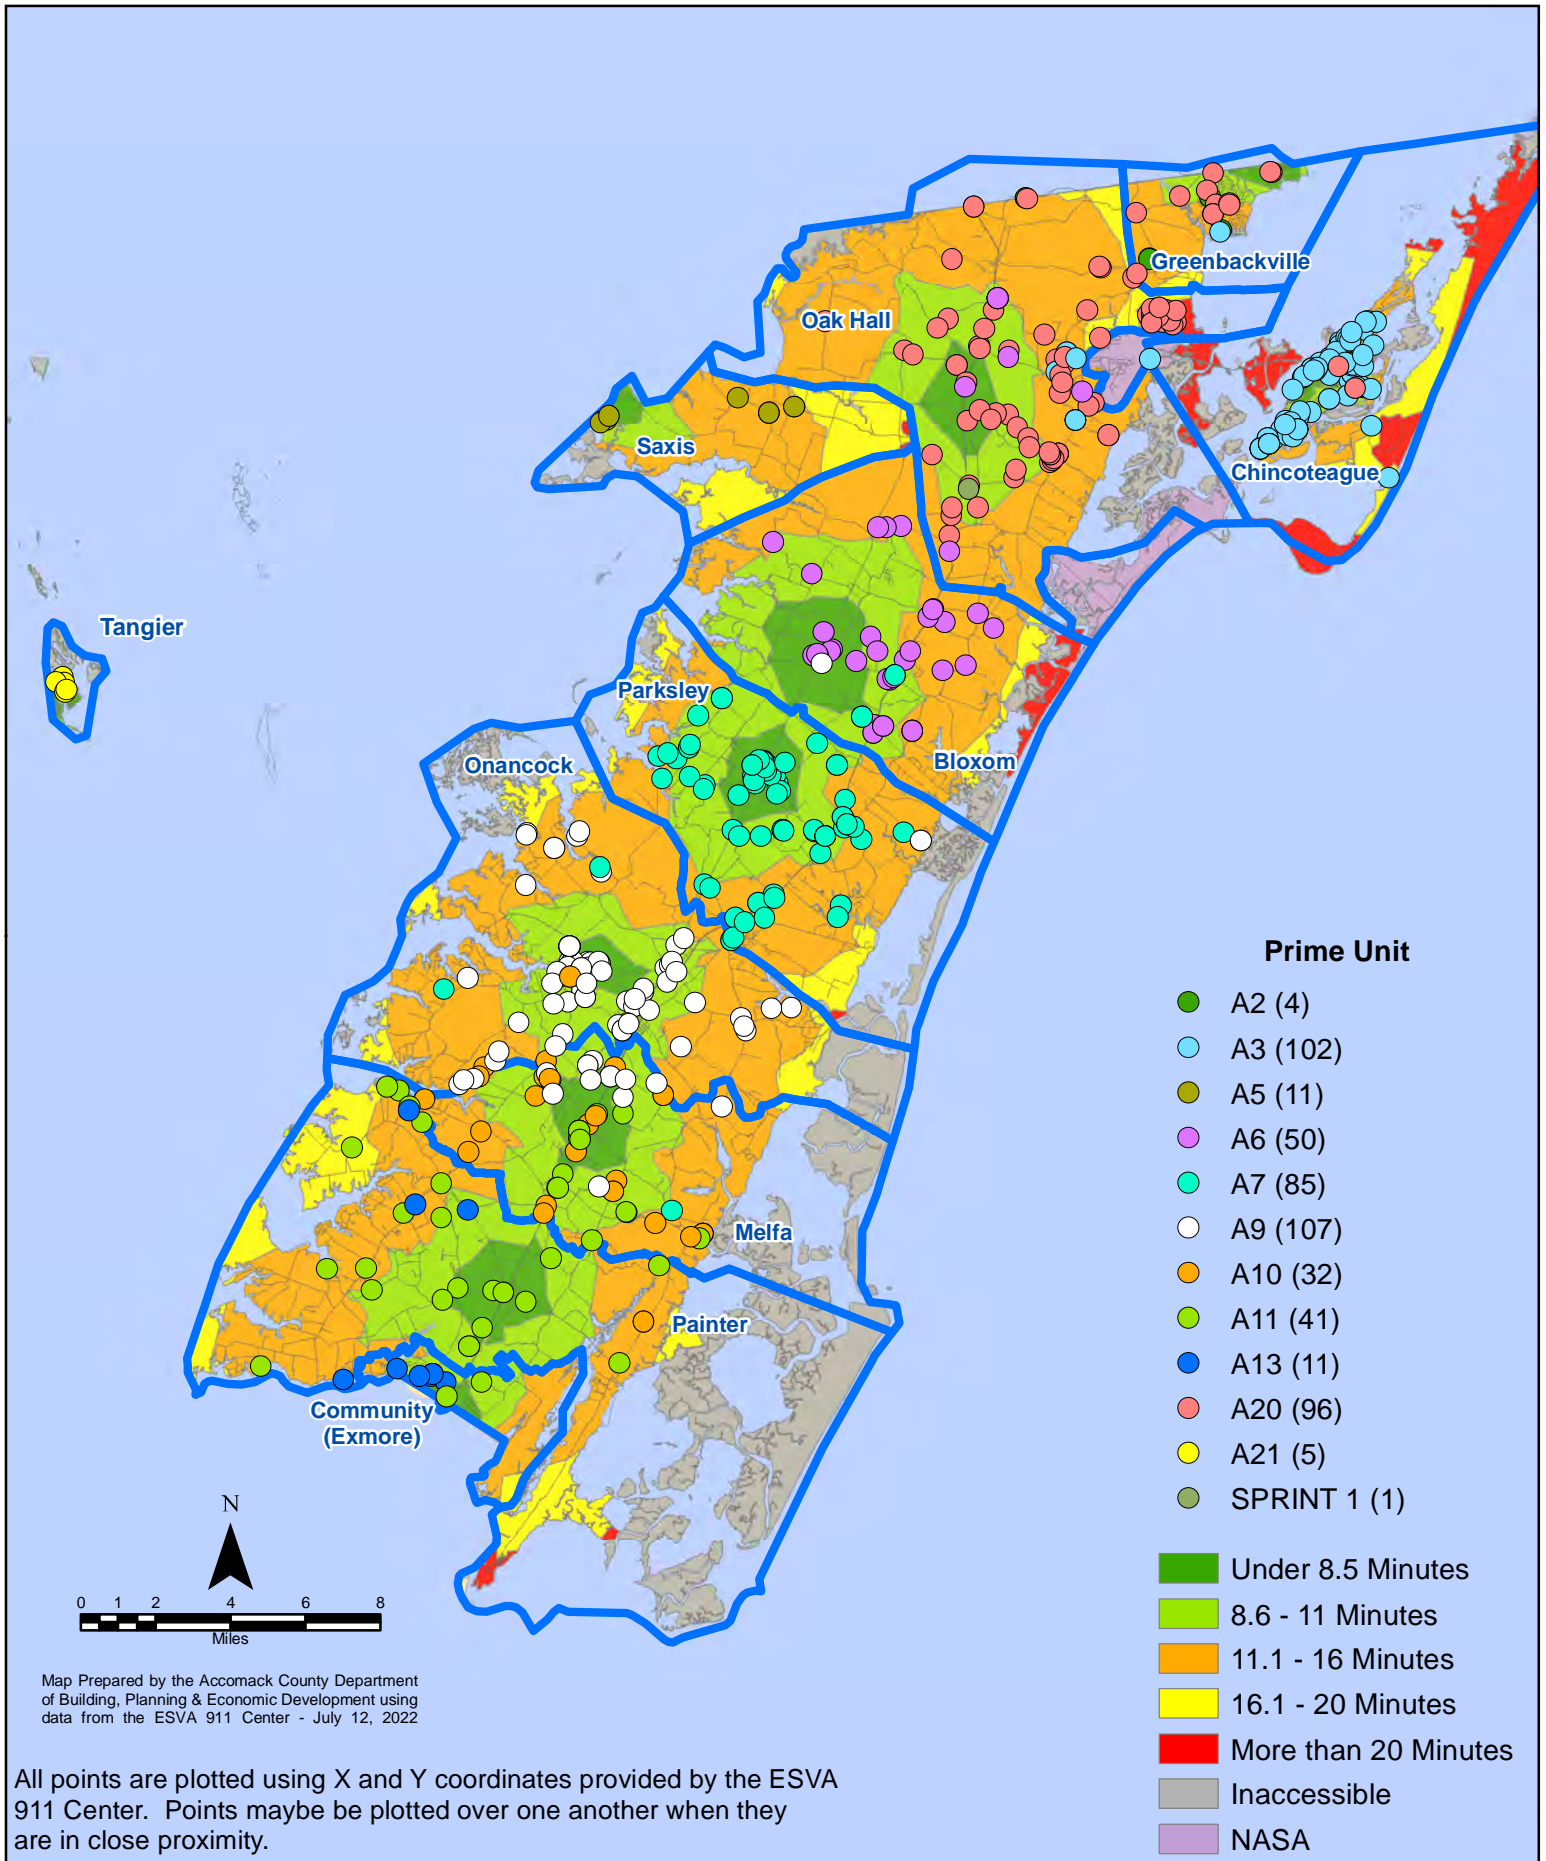 Greenbackville
Oak Hall
Saxis
Chincoteague
Tangier
Parksley
Onancock
Bloxom
Prime Unit
A2 (4)
A3 (102)
A5 (11)
A6 (50)
A7 (85)
A9 (107)
A10 (32)
A11 (41)
A13 (11)
A20 (96)
A21 (5)
SPRINT 1 (1)
Melfa
Painter
Community
(Exmore)
N
0 1 2 4 6 8
Miles
Under 8.5 Minutes
8.6 - 11 Minutes
11.1 - 16 Minutes
16.1 - 20 Minutes
More than 20 Minutes
Inaccessible
NASA
Map Prepared by the Accomack County Department
of Building, Planning & Economic Development using
data from the ESVA 911 Center - July 12, 2022
All points are plotted using X and Y coordinates provided by the ESVA
911 Center. Points maybe be plotted over one another when they
are in close proximity.